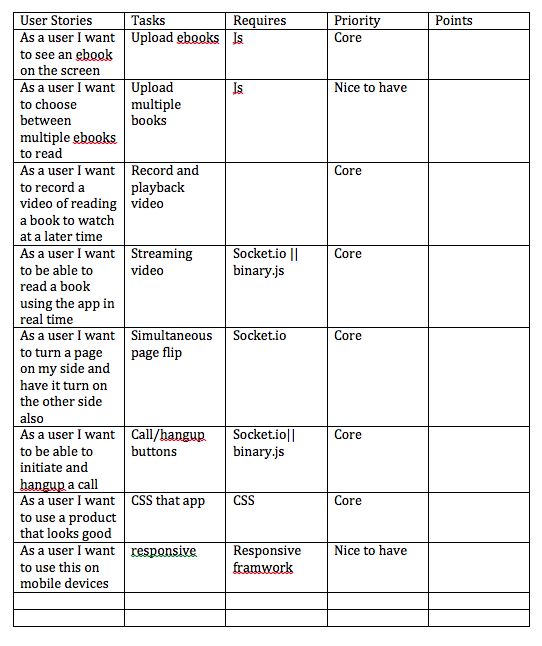 User Stories Tasks Requires Priority Points
As a user I want Upload ebooks Js Core
to see an ebook
on the screen
As a user I want Upload Js Nice to have
to choose multiple
between books
multiple ebooks
to read
As a user I want Record and Core
to record a playback
video of reading video
a book to watch
at a later time
As a user I want Streaming Socket.io || Core
to be able to video binary.js
read a book
using the app in
real time
As a user I want Simultaneous Socket.io Core
to turn a page page flip
on my side and
have it turn on
the other side
also
As a user I want Call/hangup Socket.io|| Core
to be able to buttons binary.js
initiate and
hangup a call
As a user I want CSS that app CSS Core
to use a product
that looks good
As a user I want responsive Responsive Nice to have
to use this on framwork
mobile devices